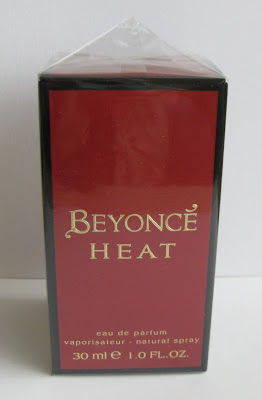 BEYONCÉ
HEAT
eau de parfum
vaporisateur - natural spray
30 ml ℮ 1.0 FL.OZ.